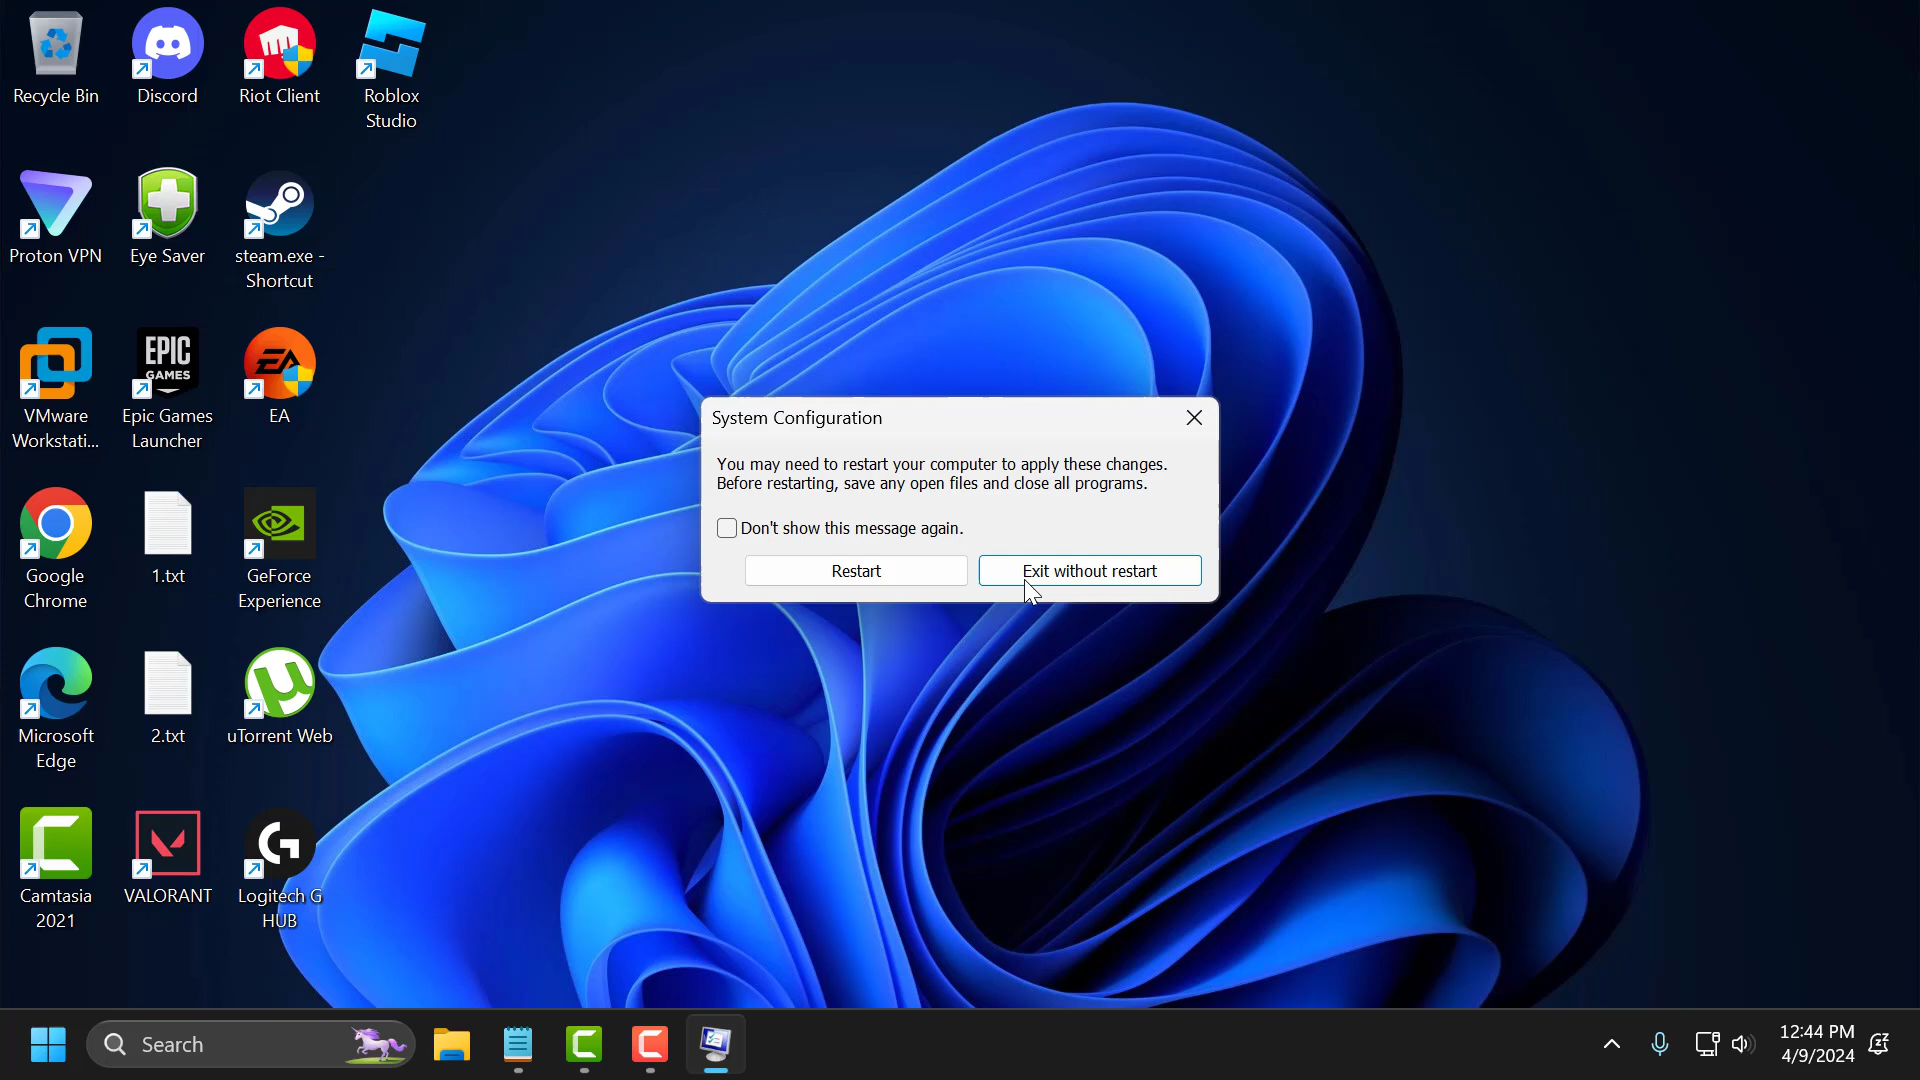 Recycle Bin
Discord
Riot Client
Roblox
Studio
Proton VPN
Eye Saver
steam.exe -
Shortcut
VMware
Workstati...
EPIC
GAMES
Epic Games
Launcher
EA
EA
Google
Chrome
1.txt
GeForce
Experience
Microsoft
Edge
2.txt
uTorrent Web
Camtasia
2021
VALORANT
Logitech G
HUB
System Configuration
You may need to restart your computer to apply these changes.
Before restarting, save any open files and close all programs.
Don't show this message again.
Restart
Exit without restart
Search
12:44 PM
4/9/2024